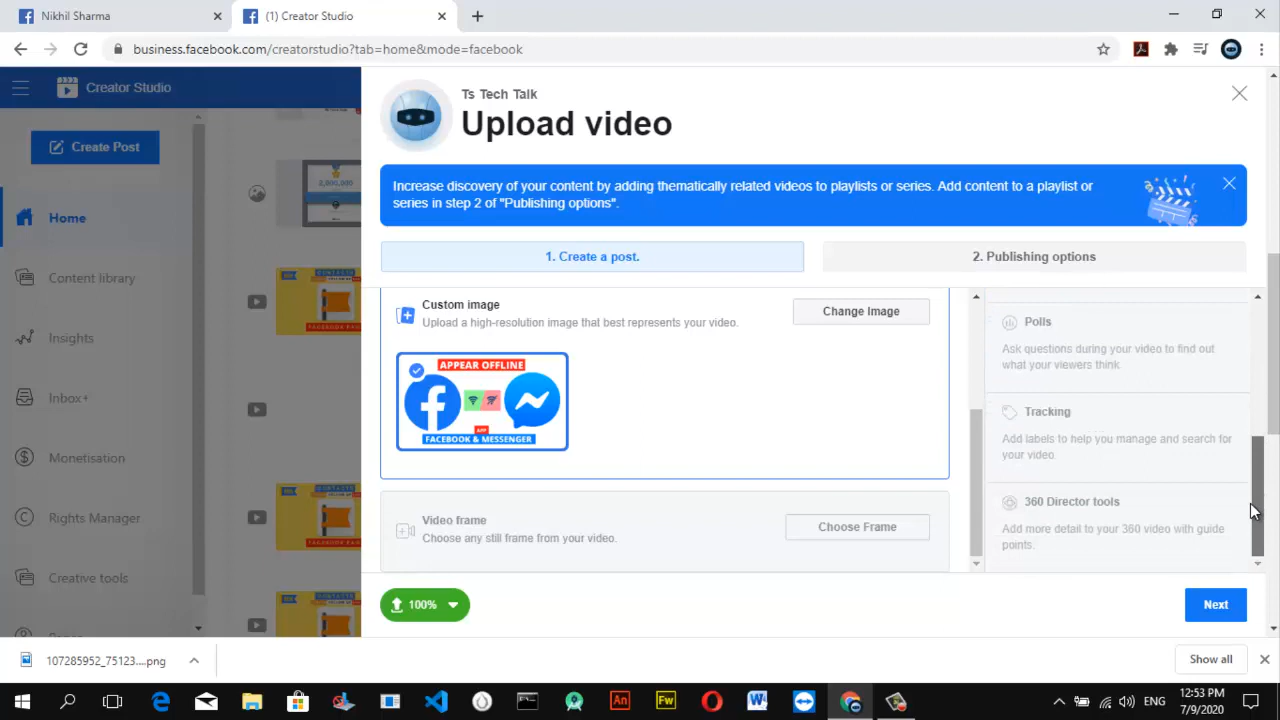 Nikhil Sharma
(1) Creator Studio
business.facebook.com/creatorstudio?tab=home&mode=facebook
Creator Studio
Create Post
Home
Content library
Insights
Inbox+
Monetisation
Rights Manager
Creative tools
2,000,000
Ts Tech Talk
Upload video
Increase discovery of your content by adding thematically related videos to playlists or series. Add content to a playlist or
series in step 2 of "Publishing options".
1. Create a post.
2. Publishing options
Custom image
Upload a high-resolution image that best represents your video.
Change Image
APPEAR OFFLINE
APP
FACEBOOK & MESSENGER
Video frame
Choose any still frame from your video.
Choose Frame
Polls
Ask questions during your video to find out
what your viewers think.
Tracking
Add labels to help you manage and search for
your video.
360 Director tools
Add more detail to your 360 video with guide
points.
100%
Next
107285952_75123....png
Show all
An
Fw
ENG
12:53 PM
7/9/2020